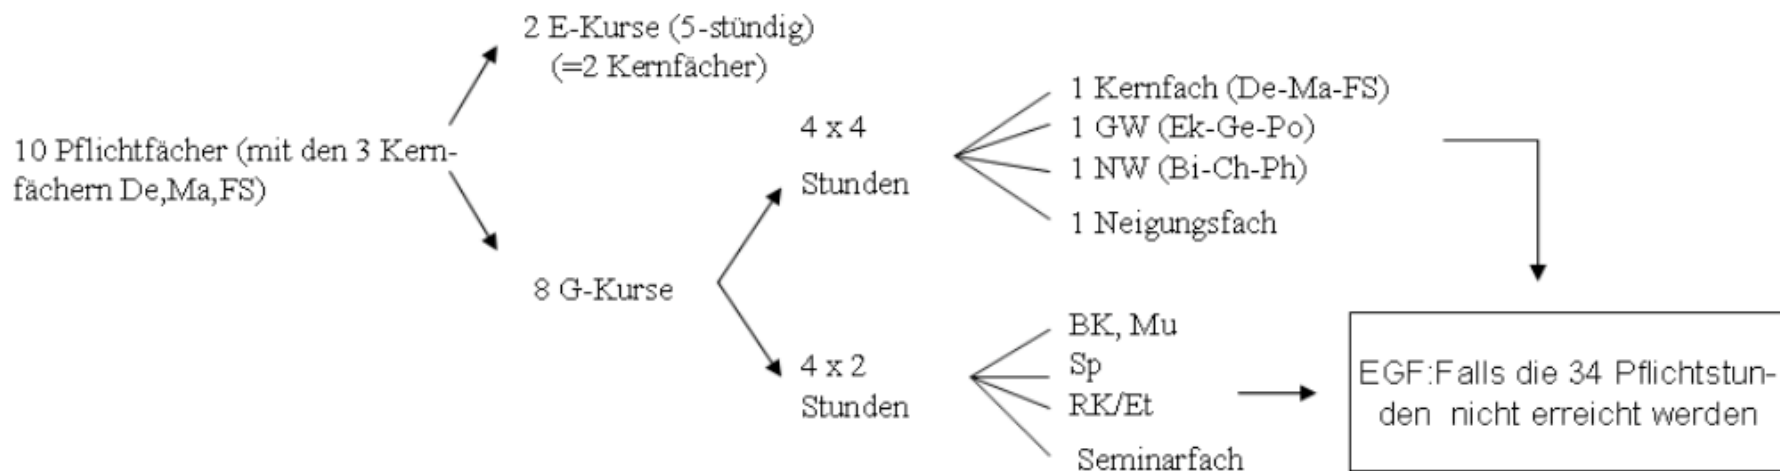 2 E-Kurse (5-stündig)
(=2 Kernfächer)
10 Pflichtfächer (mit den 3 Kern-
fächern De,Ma,FS)
8 G-Kurse
4 x 4
Stunden
1 Kernfach (De-Ma-FS)
1 GW (Ek-Ge-Po)
1 NW (Bi-Ch-Ph)
1 Neigungsfach
4 x 2
Stunden
BK, Mu
Sp
RK/Et
Seminarfach
EGF:Falls die 34 Pflichtstun-
den nicht erreicht werden